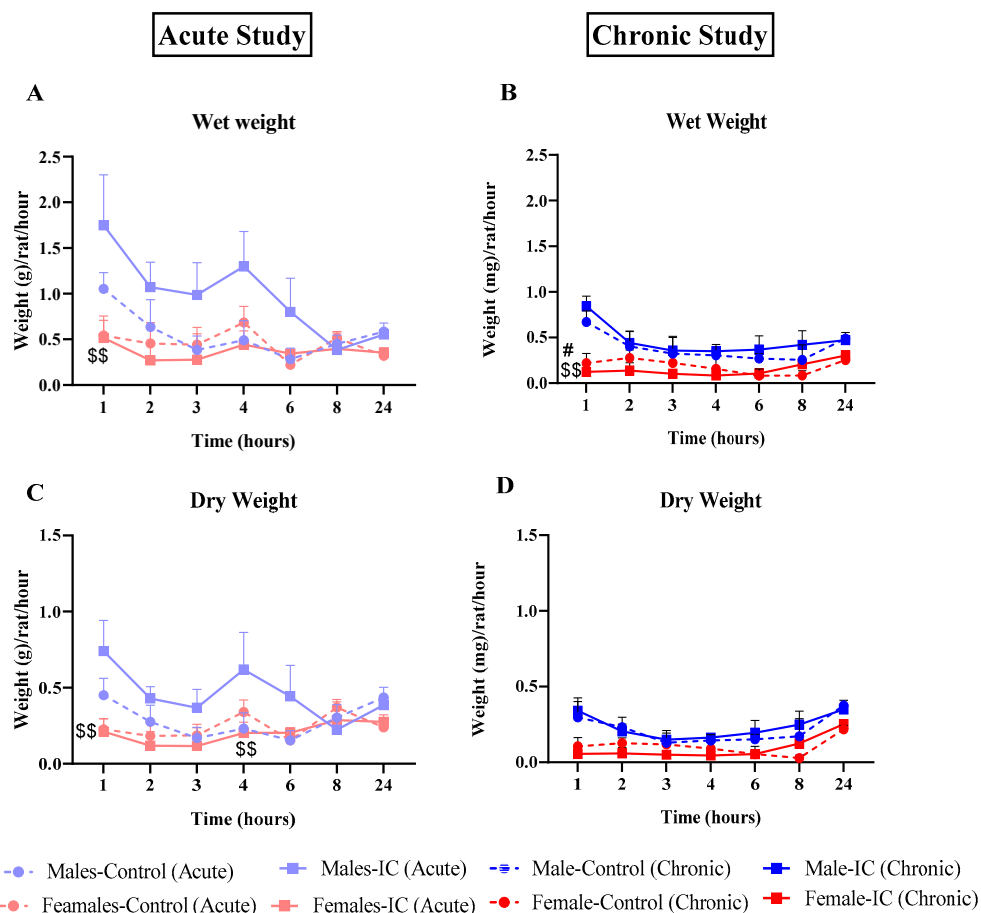 Acute Study
Chronic Study
A
B
Wet weight
Wet Weight
Weight (g)/rat/hour
2.5
2.0
1.5
1.0
0.5
0.0
$$
1 2 3 4 6 8 24
Time (hours)
Weight (mg)/rat/hour
2.5
2.0
1.5
1.0
0.5
0.0
#
$$
1 2 3 4 6 8 24
Time (hours)
C
D
Dry Weight
Dry Weight
Weight (g)/rat/hour
1.5
1.0
0.5
0.0
$$
$$
1 2 3 4 6 8 24
Time (hours)
Weight (mg)/rat/hour
1.5
1.0
0.5
0.0
1 2 3 4 6 8 24
Time (hours)
Males-Control (Acute)
Males-IC (Acute)
Male-Control (Chronic)
Male-IC (Chronic)
Feamales-Control (Acute)
Females-IC (Acute)
Female-Control (Chronic)
Female-IC (Chronic)